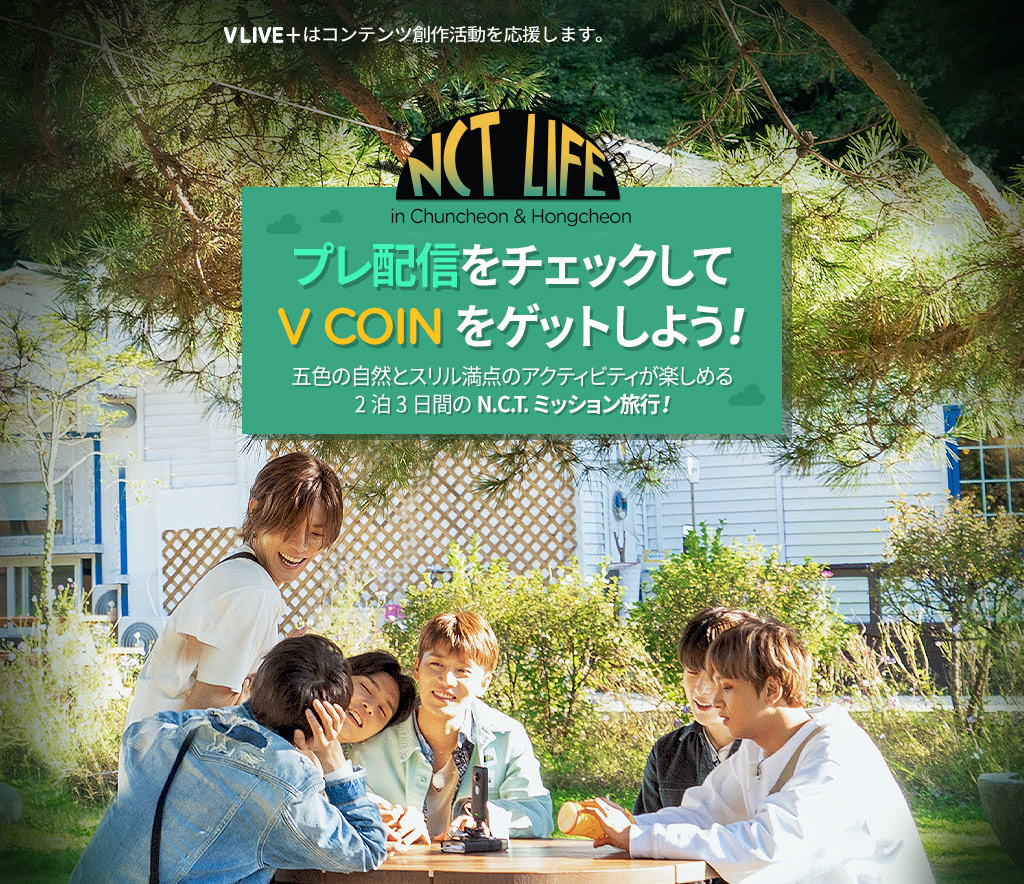 V LIVE+はコンテンツ創作活動を応援します。
NCT LIFE
in Chuncheon & Hongcheon
プレ配信をチェックして
V COIN をゲットしよう!
五色の自然とスリル満点のアクティビティが楽しめる
2 泊 3 日間の N.C.T. ミッション旅行!